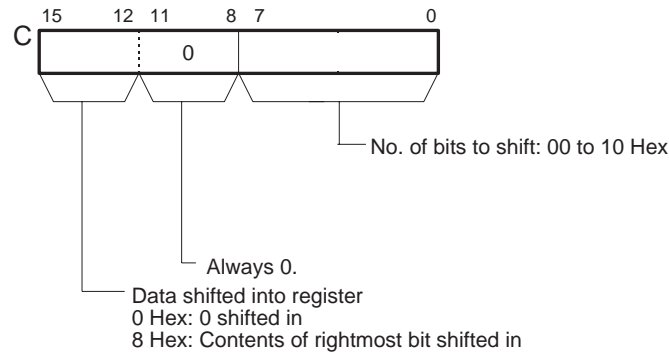 15 12 11 8 7 0
C
0
No. of bits to shift: 00 to 10 Hex
Always 0.
Data shifted into register
0 Hex: 0 shifted in
8 Hex: Contents of rightmost bit shifted in